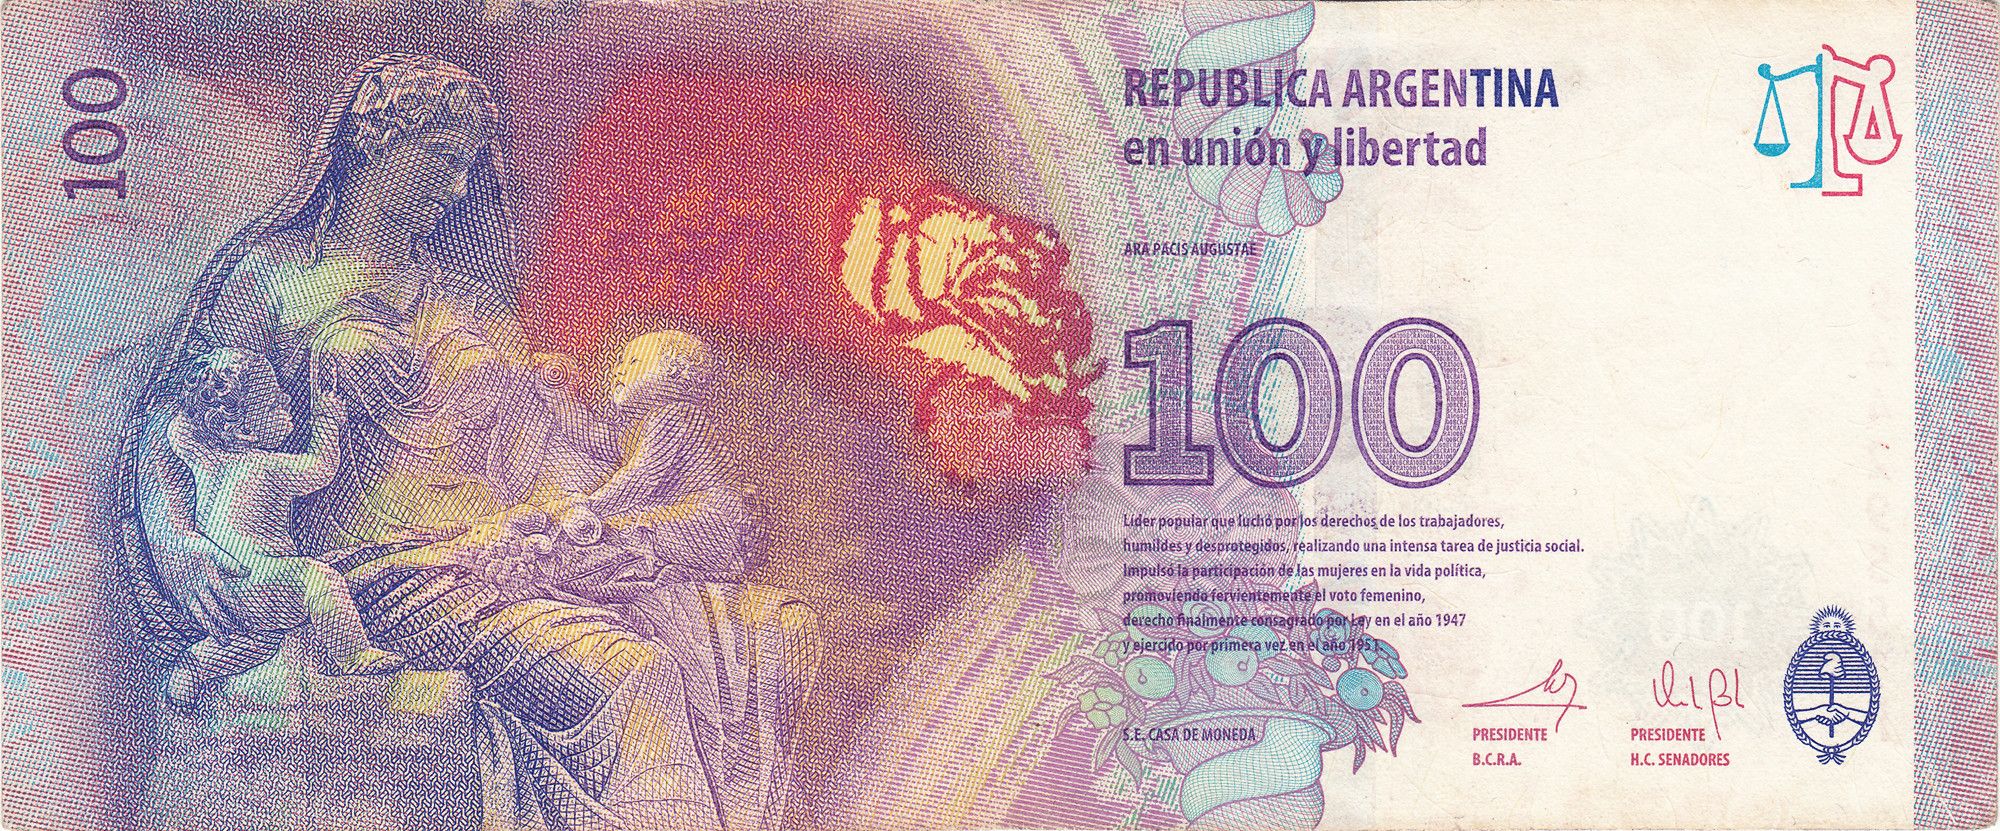 100
REPUBLICA ARGENTINA
en unión y libertad
ARA PACIS AUGUSTAE
100
Líder popular que luchó por los derechos de los trabajadores,
humildes y desprotegidos, realizando una intensa tarea de justicia social.
Impulsó la participación de las mujeres en la vida política,
promoviendo fervientemente el voto femenino,
derecho finalmente consagrado por Ley en el año 1947
y ejercido por primera vez en el año 1951.
S.E. CASA DE MONEDA
PRESIDENTE
B.C.R.A.
PRESIDENTE
H.C. SENADORES